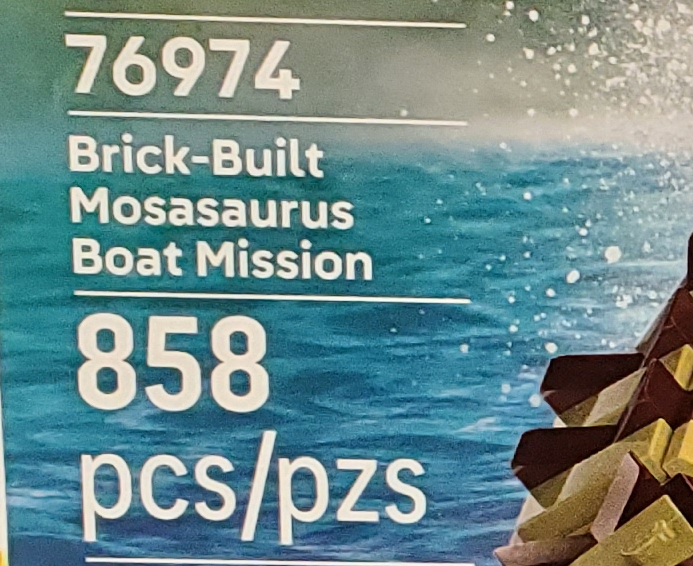 76974
Brick-Built
Mosasaurus
Boat Mission
858
pcs/pzs